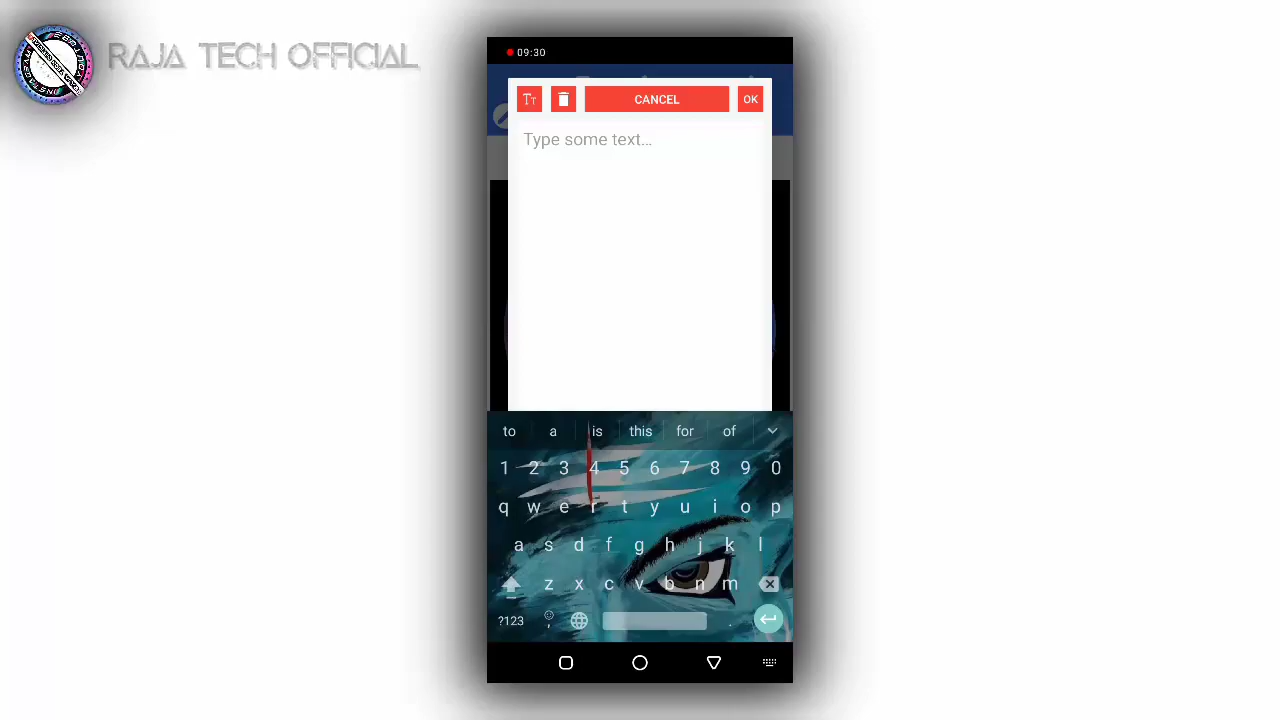 RAJA TECH OFFICIAL
09:30
Tт
CANCEL
OK
Type some text...
to a is this for of
1 2 3 4 5 6 7 8 9 0
q w e r t y u i o p
a s d f g h j k l
z x c v b n m
?123 , .